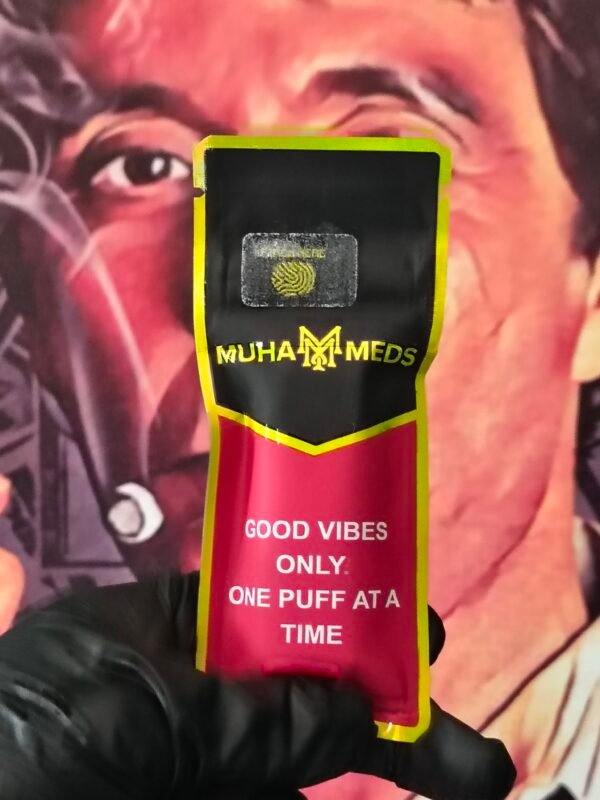 MUHA MEDS
GOOD VIBES
ONLY.
ONE PUFF AT A
TIME